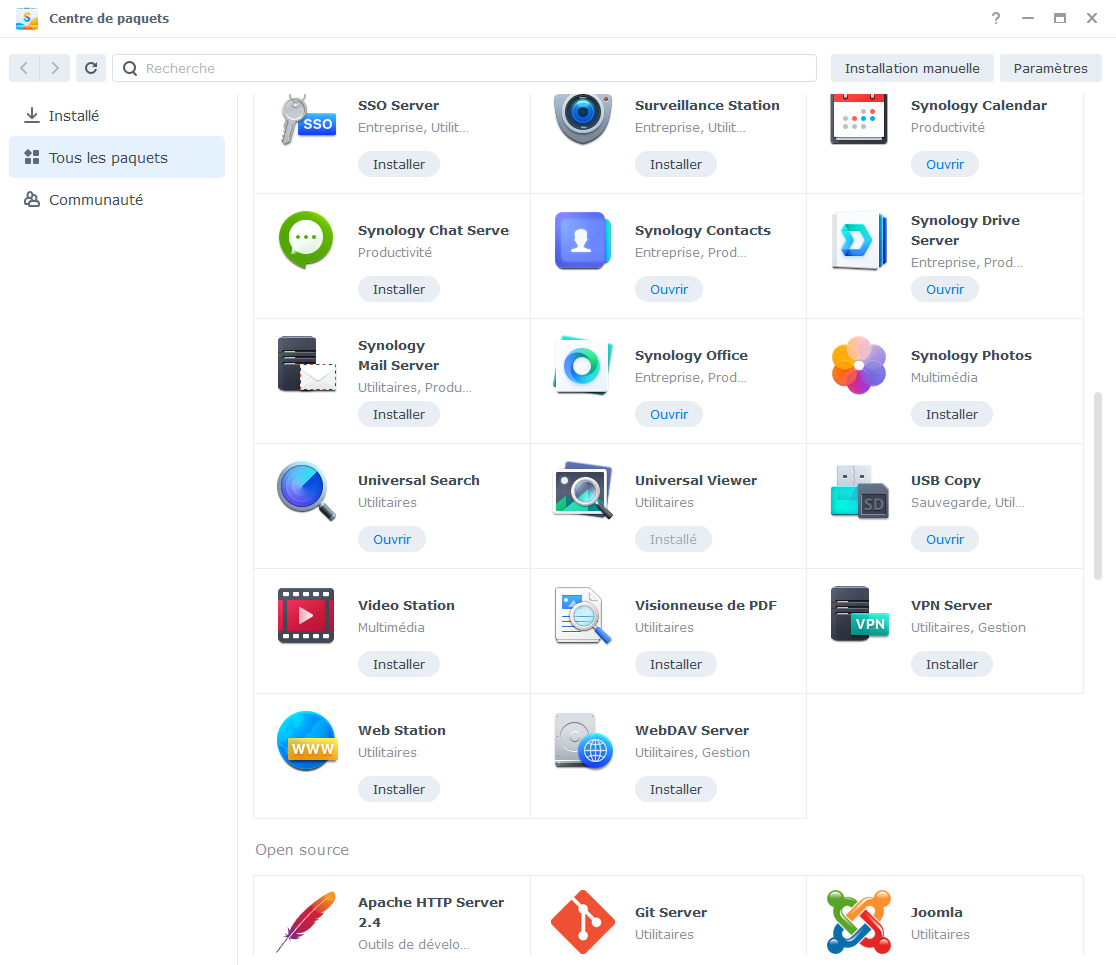 Centre de paquets
?
Recherche
Installation manuelle
Paramètres
Installé
Tous les paquets
Communauté
SSO
SSO Server
Entreprise, Utilit...
Installer
Surveillance Station
Entreprise, Utilit...
Installer
Synology Calendar
Productivité
Ouvrir
Synology Chat Serve
Productivité
Installer
Synology Contacts
Entreprise, Prod...
Ouvrir
Synology Drive
Server
Entreprise, Prod...
Ouvrir
Synology
Mail Server
Utilitaires, Produ...
Installer
Synology Office
Entreprise, Prod...
Ouvrir
Synology Photos
Multimédia
Installer
Universal Search
Utilitaires
Ouvrir
Universal Viewer
Utilitaires
Installé
SD
USB Copy
Sauvegarde, Util...
Ouvrir
Video Station
Multimédia
Installer
Visionneuse de PDF
Utilitaires
Installer
VPN
VPN Server
Utilitaires, Gestion
Installer
WWW
Web Station
Utilitaires
Installer
WebDAV Server
Utilitaires, Gestion
Installer
Open source
Apache HTTP Server
2.4
Outils de dévelo...
Git Server
Utilitaires
Joomla
Utilitaires